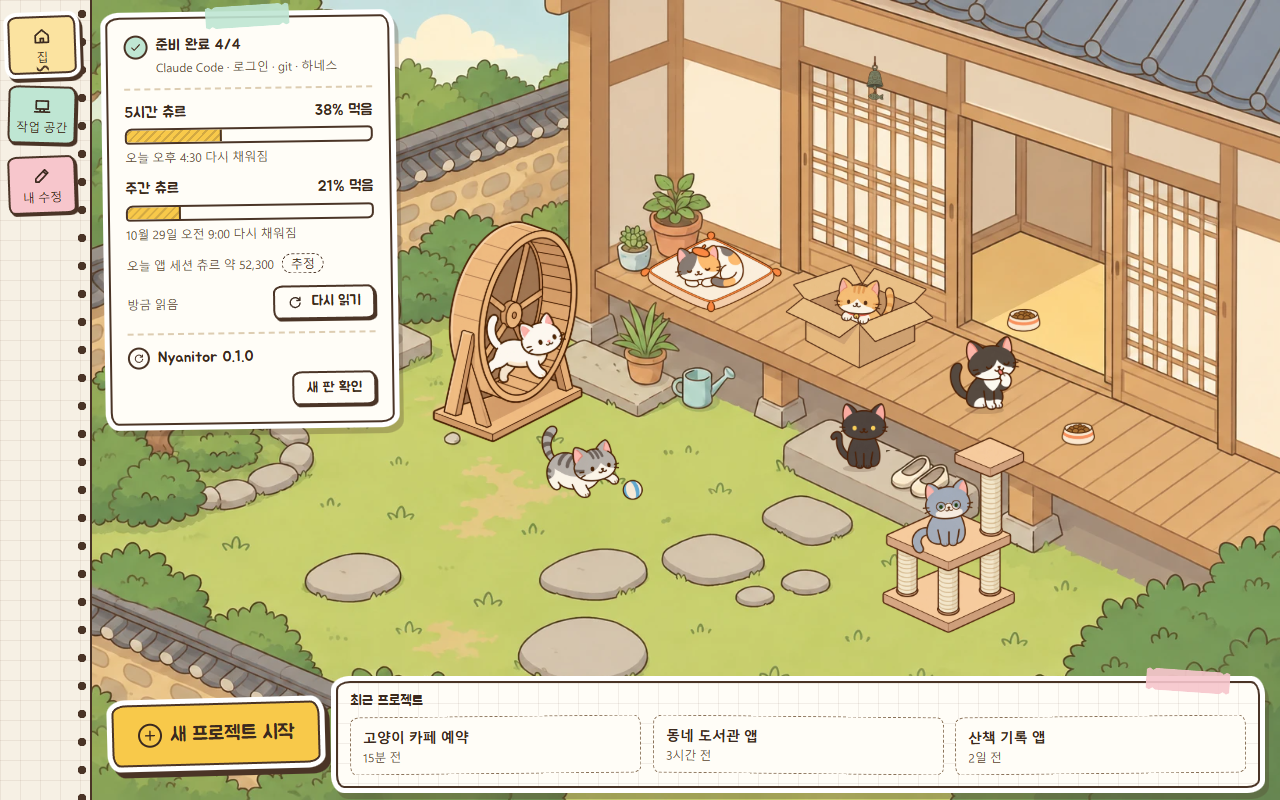 집
작업 공간
내 수정
준비 완료 4/4
Claude Code · 로그인 · git · 하네스
5시간 츄르 38% 먹음
오늘 오후 4:30 다시 채워짐
주간 츄르 21% 먹음
10월 29일 오전 9:00 다시 채워짐
오늘 앱 세션 츄르 약 52,300 추정
방금 읽음 다시 읽기
Nyanitor 0.1.0
새 판 확인
새 프로젝트 시작
최근 프로젝트
고양이 카페 예약
15분 전
동네 도서관 앱
3시간 전
산책 기록 앱
2일 전